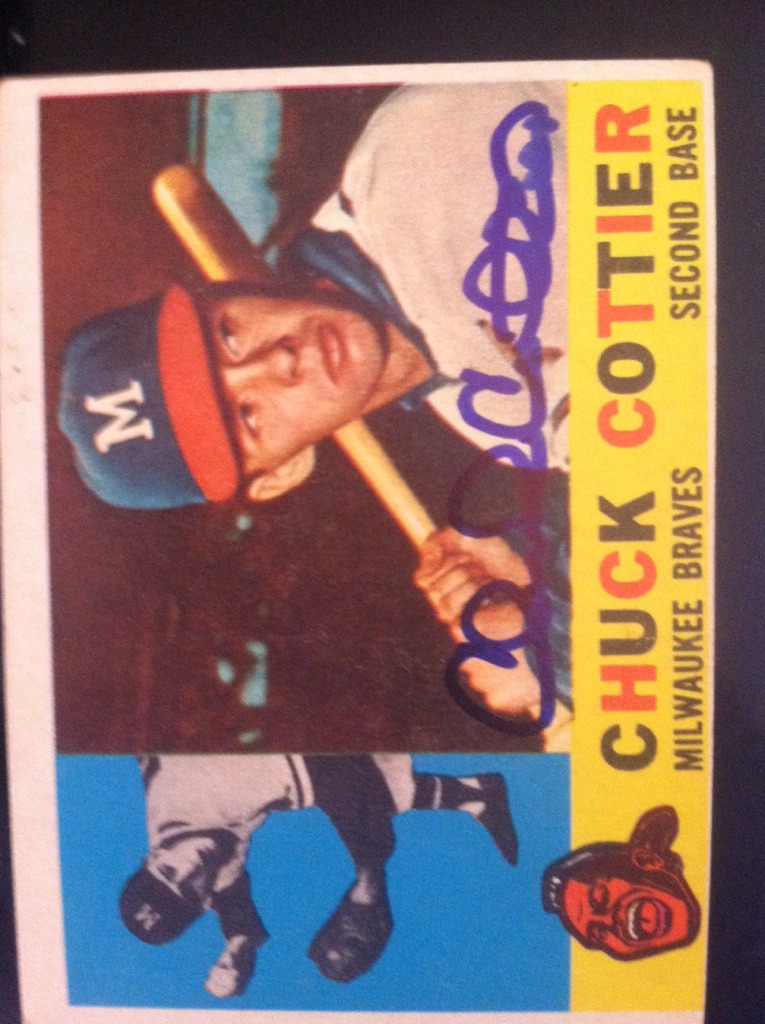 M
M
CHUCK COTTIER
MILWAUKEE BRAVES SECOND BASE